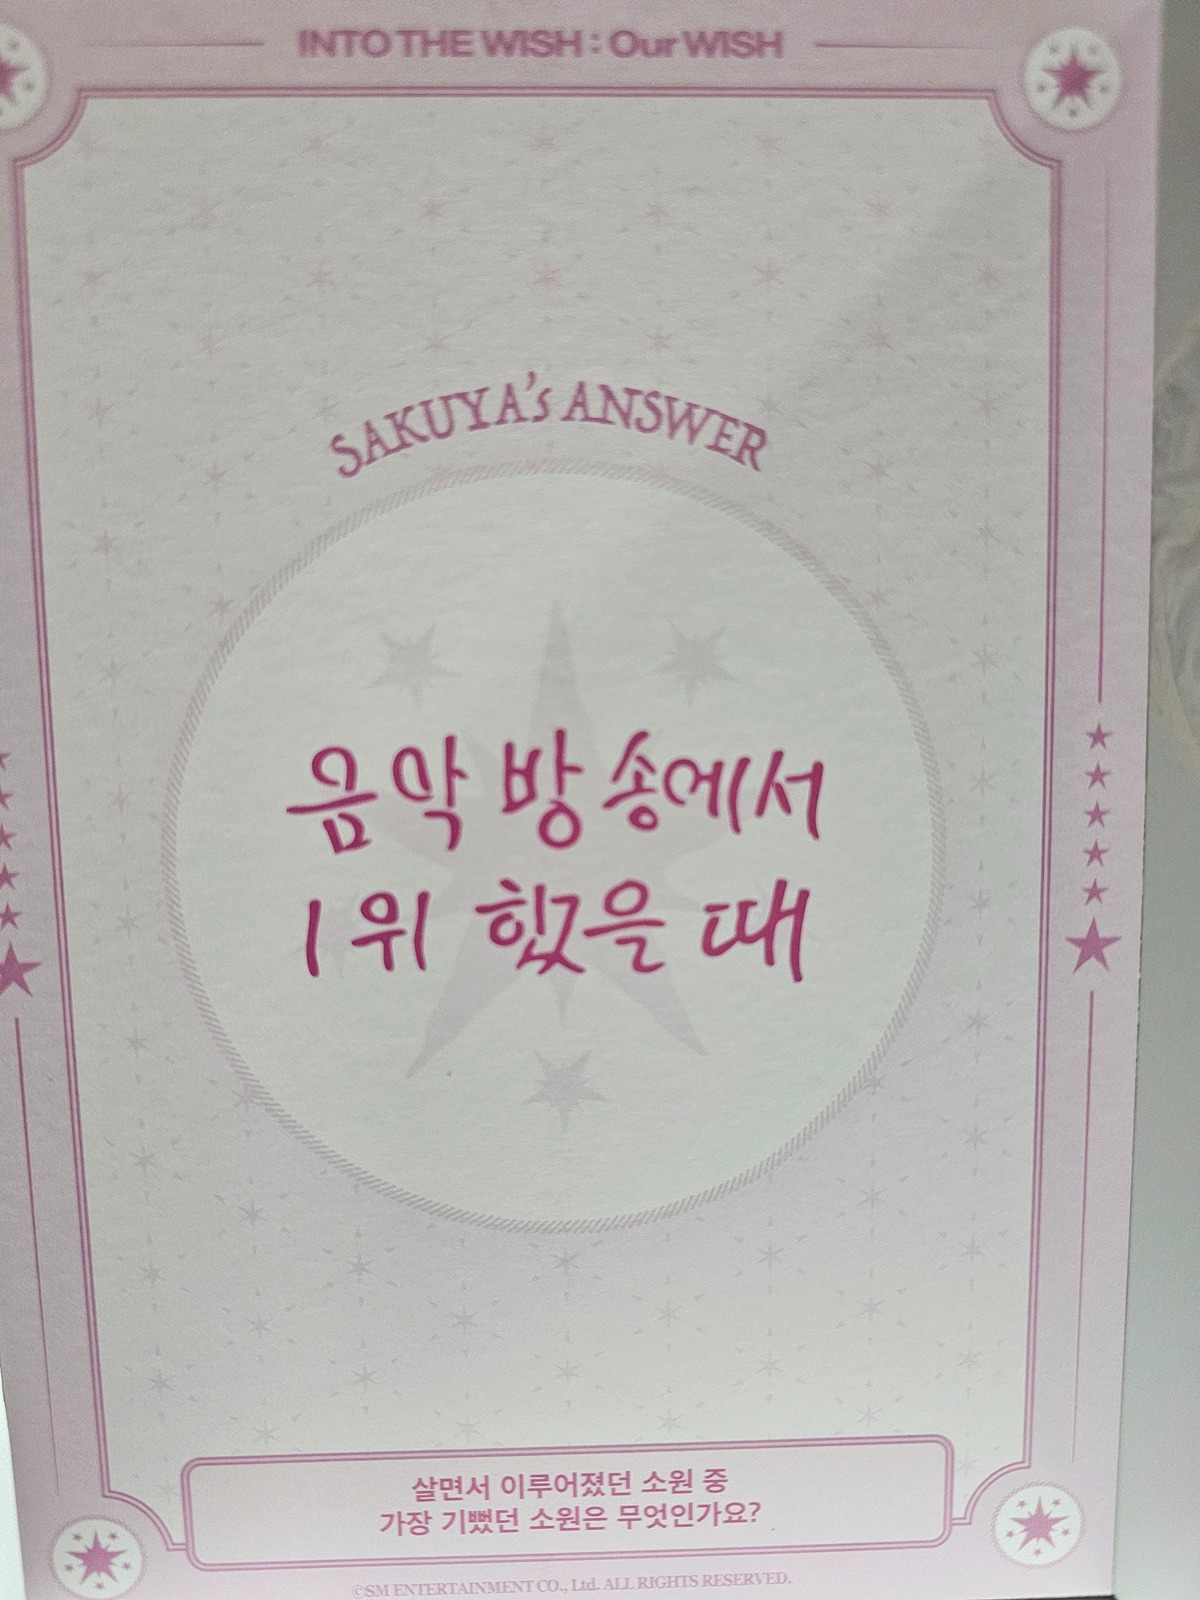 INTO THE WISH : Our WISH
SAKUYA's ANSWER
음악 방송에서
1위 했을 때
살면서 이루어졌던 소원 중
가장 기뻤던 소원은 무엇인가요?
©SM ENTERTAINMENT CO., Ltd. ALL RIGHTS RESERVED.